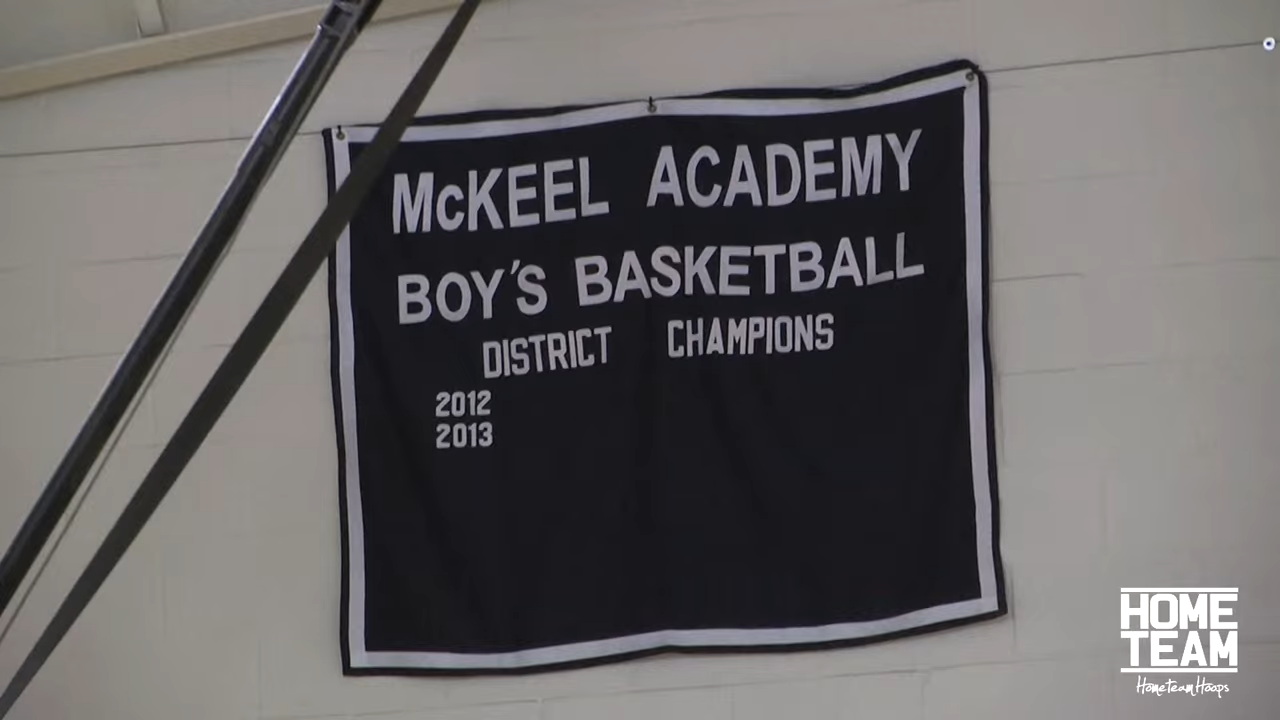 McKEEL ACADEMY
BOY'S BASKETBALL
DISTRICT CHAMPIONS
2012
2013
HOME
TEAM
HomeTeamHoops